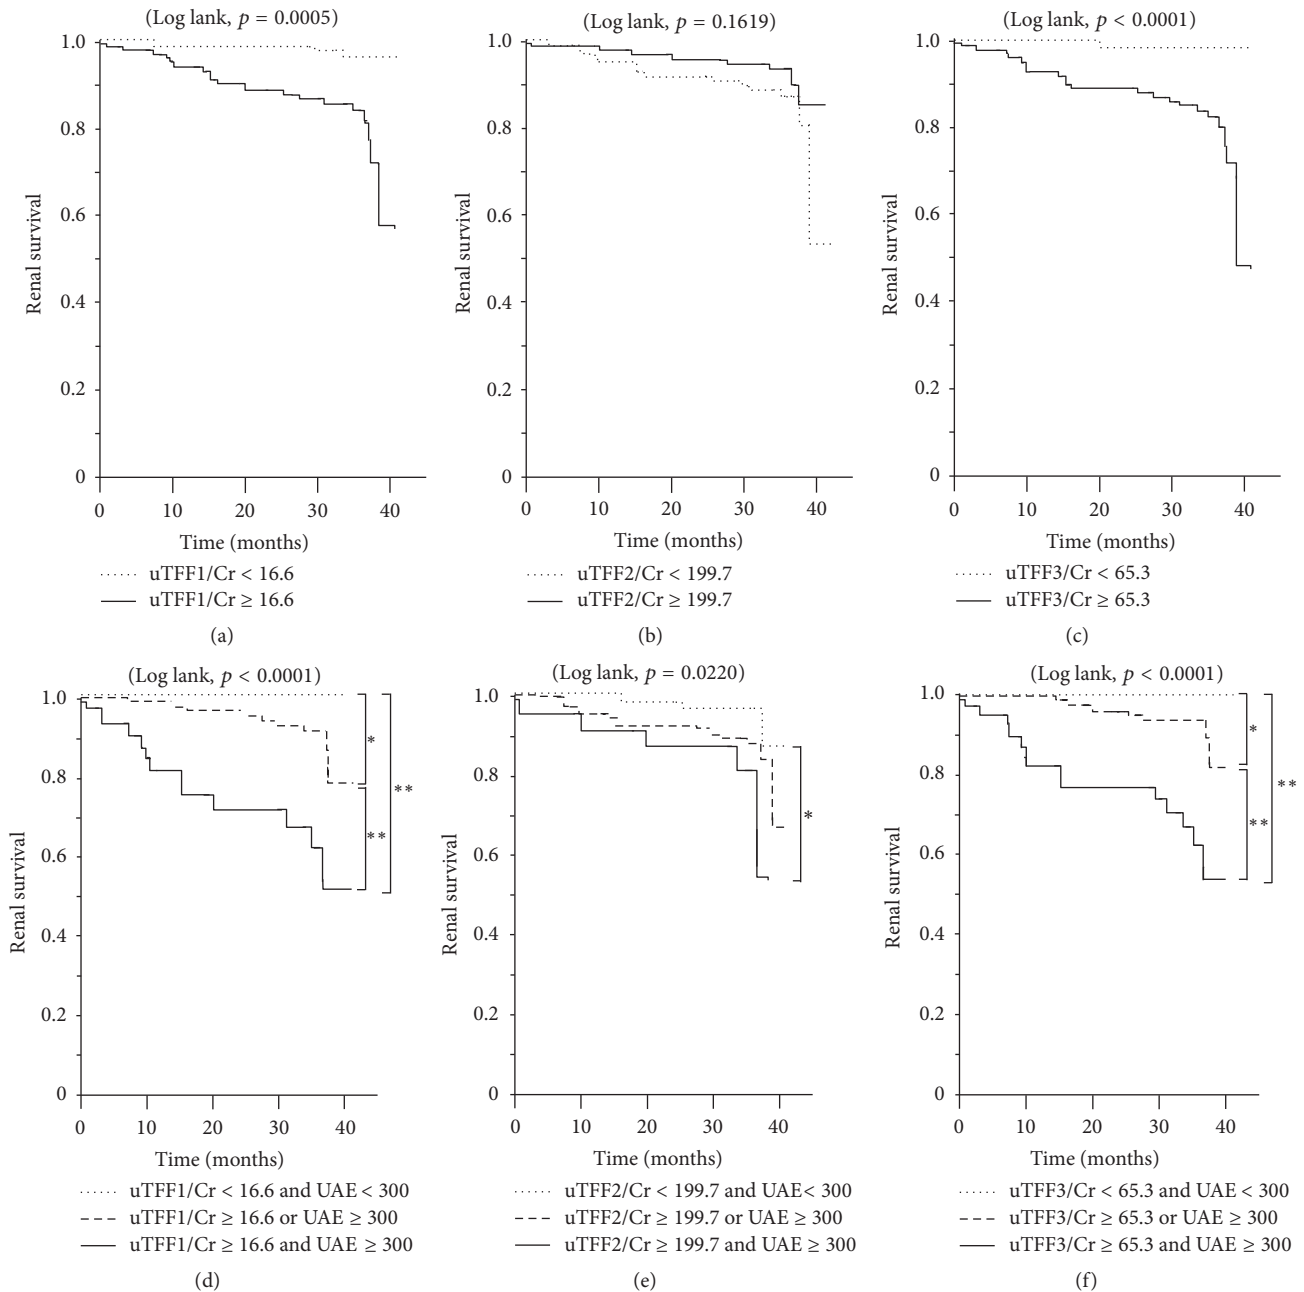 (Log lank, p = 0.0005)
1.0
0.8
0.6
0.4
0.2
0
Renal survival
0 10 20 30 40
Time (months)
uTFF1/Cr < 16.6
uTFF1/Cr ≥ 16.6
(a)
(Log lank, p = 0.1619)
1.0
0.8
0.6
0.4
0.2
0
Renal survival
0 10 20 30 40
Time (months)
uTFF2/Cr < 199.7
uTFF2/Cr ≥ 199.7
(b)
(Log lank, p < 0.0001)
1.0
0.8
0.6
0.4
0.2
0
Renal survival
0 10 20 30 40
Time (months)
uTFF3/Cr < 65.3
uTFF3/Cr ≥ 65.3
(c)
(Log lank, p < 0.0001)
1.0
0.8
0.6
0.4
0.2
0
Renal survival
*
**
**
0 10 20 30 40
Time (months)
uTFF1/Cr < 16.6 and UAE < 300
uTFF1/Cr ≥ 16.6 or UAE ≥ 300
uTFF1/Cr ≥ 16.6 and UAE ≥ 300
(d)
(Log lank, p = 0.0220)
1.0
0.8
0.6
0.4
0.2
0
Renal survival
*
0 10 20 30 40
Time (months)
uTFF2/Cr < 199.7 and UAE< 300
uTFF2/Cr ≥ 199.7 or UAE ≥ 300
uTFF2/Cr ≥ 199.7 and UAE ≥ 300
(e)
(Log lank, p < 0.0001)
1.0
0.8
0.6
0.4
0.2
0
Renal survival
*
**
**
0 10 20 30 40
Time (months)
uTFF3/Cr < 65.3 and UAE < 300
uTFF3/Cr ≥ 65.3 or UAE ≥ 300
uTFF3/Cr ≥ 65.3 and UAE ≥ 300
(f)